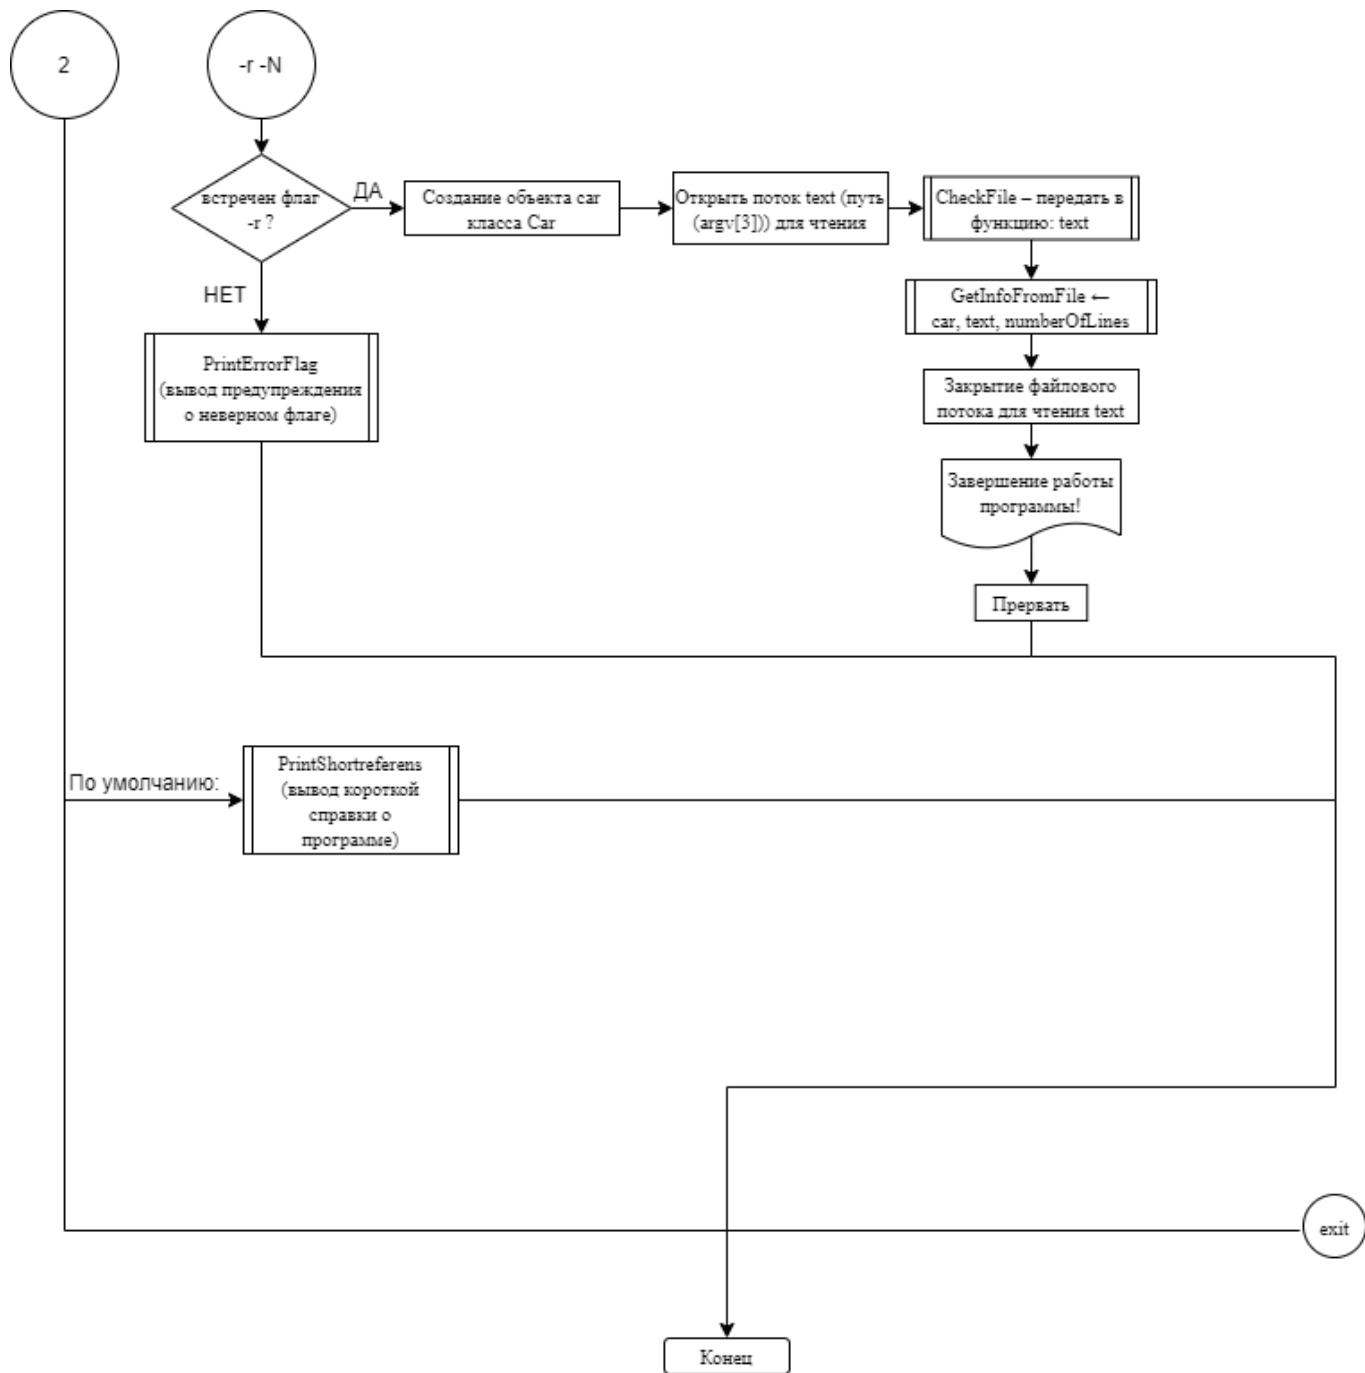 2
-r -N
встречен флаг
-r ?
ДА
Создание объекта car
класса Car
Открыть поток text (путь
(argv[3])) для чтения
CheckFile – передать в
функцию: text
НЕТ
GetInfoFromFile ←
car, text, numberOfLines
PrintErrorFlag
(вывод предупреждения
о неверном флаге)
Закрытие файлового
потока для чтения text
Завершение работы
программы!
Прервать
По умолчанию:
PrintShortreferens
(вывод короткой
справки о
программе)
exit
Конец